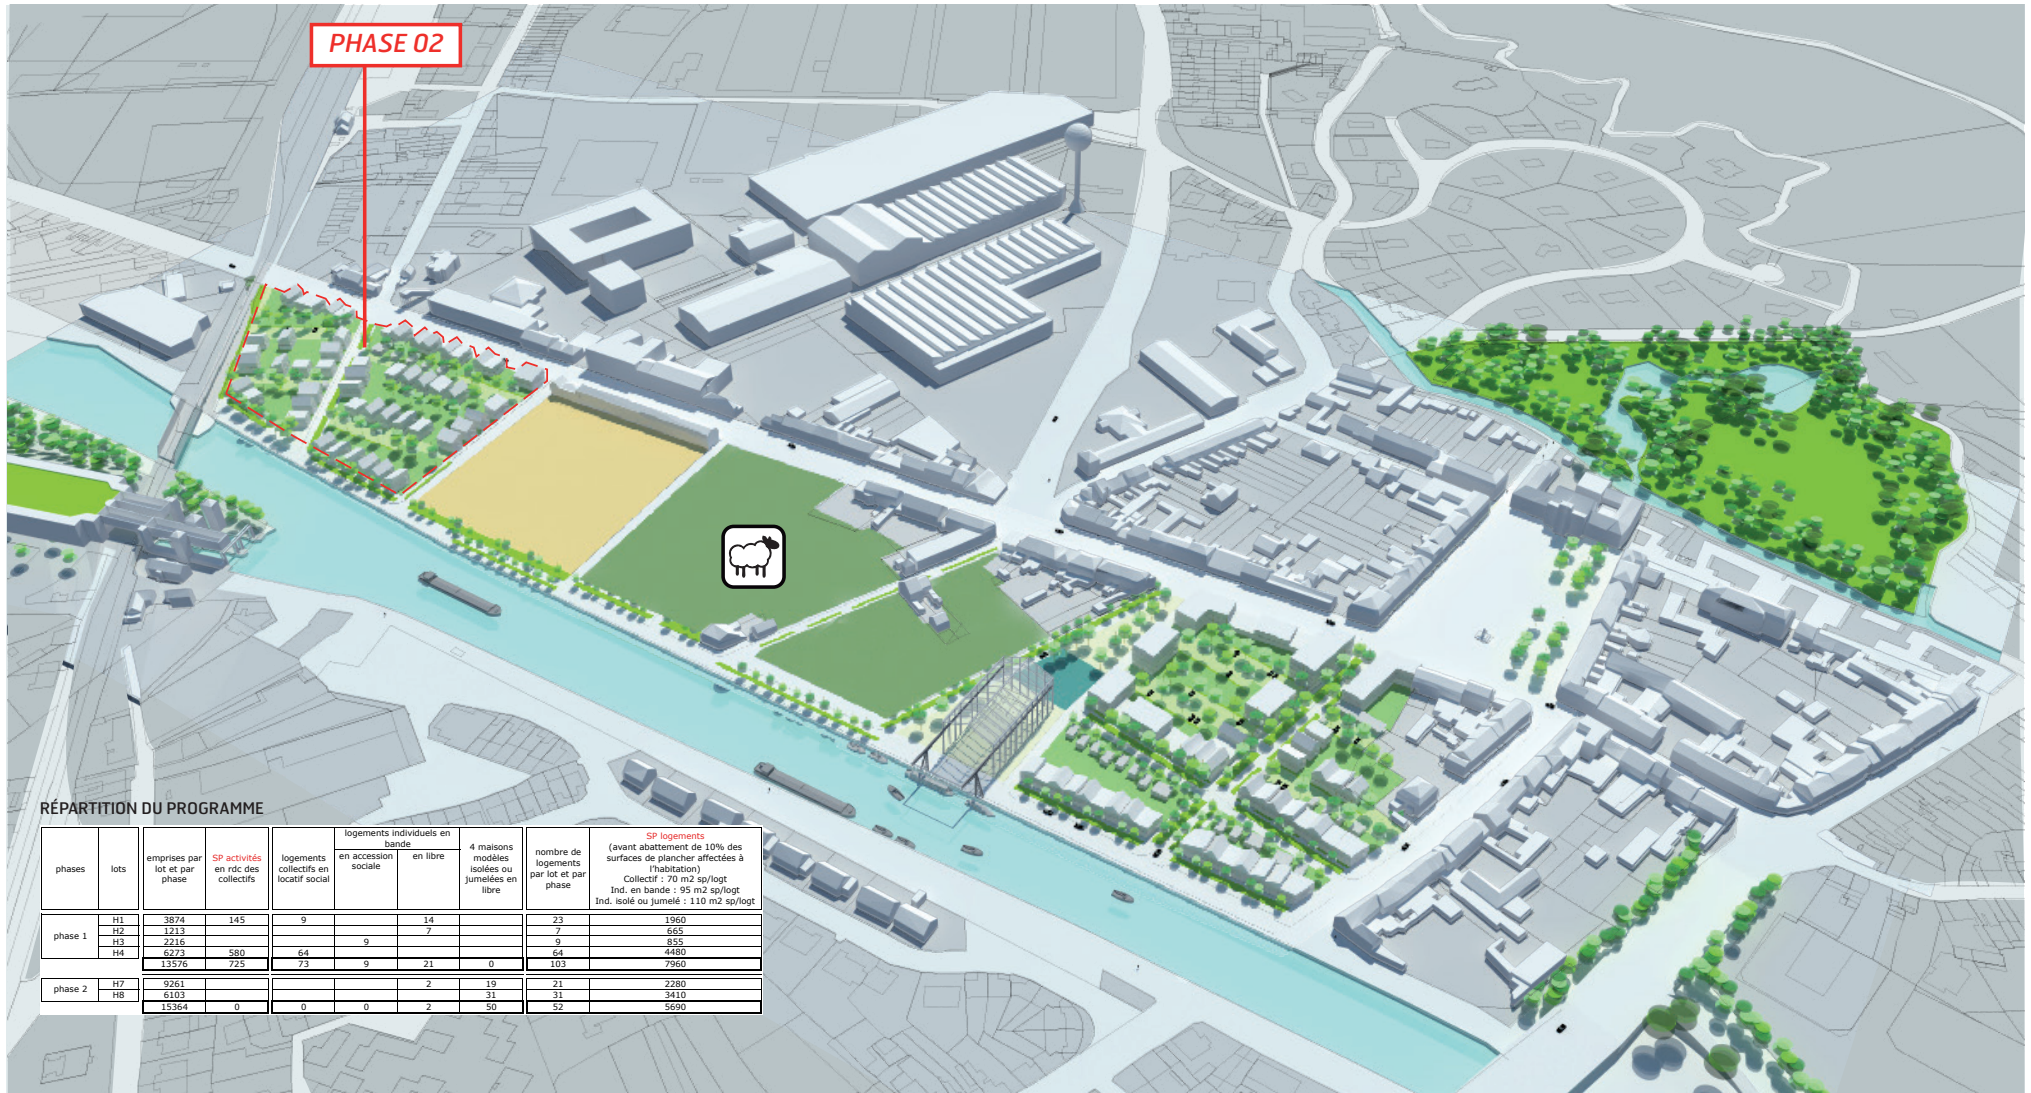 PHASE 02
RÉPARTITION DU PROGRAMME
phases
lots
emprises par
lot et par
phase
SP activités
en rdc des
collectifs
logements
collectifs en
locatif social
logements individuels en
bande
en accession
sociale
en libre
4 maisons
modèles
isolées ou
jumelées en
libre
nombre de
logements
par lot et par
phase
SP logements
(avant abattement de 10% des
surfaces de plancher affectées à
l'habitation)
Collectif : 70 m2 sp/logt
Ind. en bande : 95 m2 sp/logt
Ind. isolé ou jumelé : 110 m2 sp/logt
phase 1
H1 3874 145 9 14 23 1960
H2 1213 7 7 665
H3 2216 9 9 855
H4 6273 580 64 64 4480
13576 725 73 9 21 0 103 7960
phase 2
H7 9261 2 19 21 2280
H8 6103 31 31 3410
15364 0 0 0 2 50 52 5690